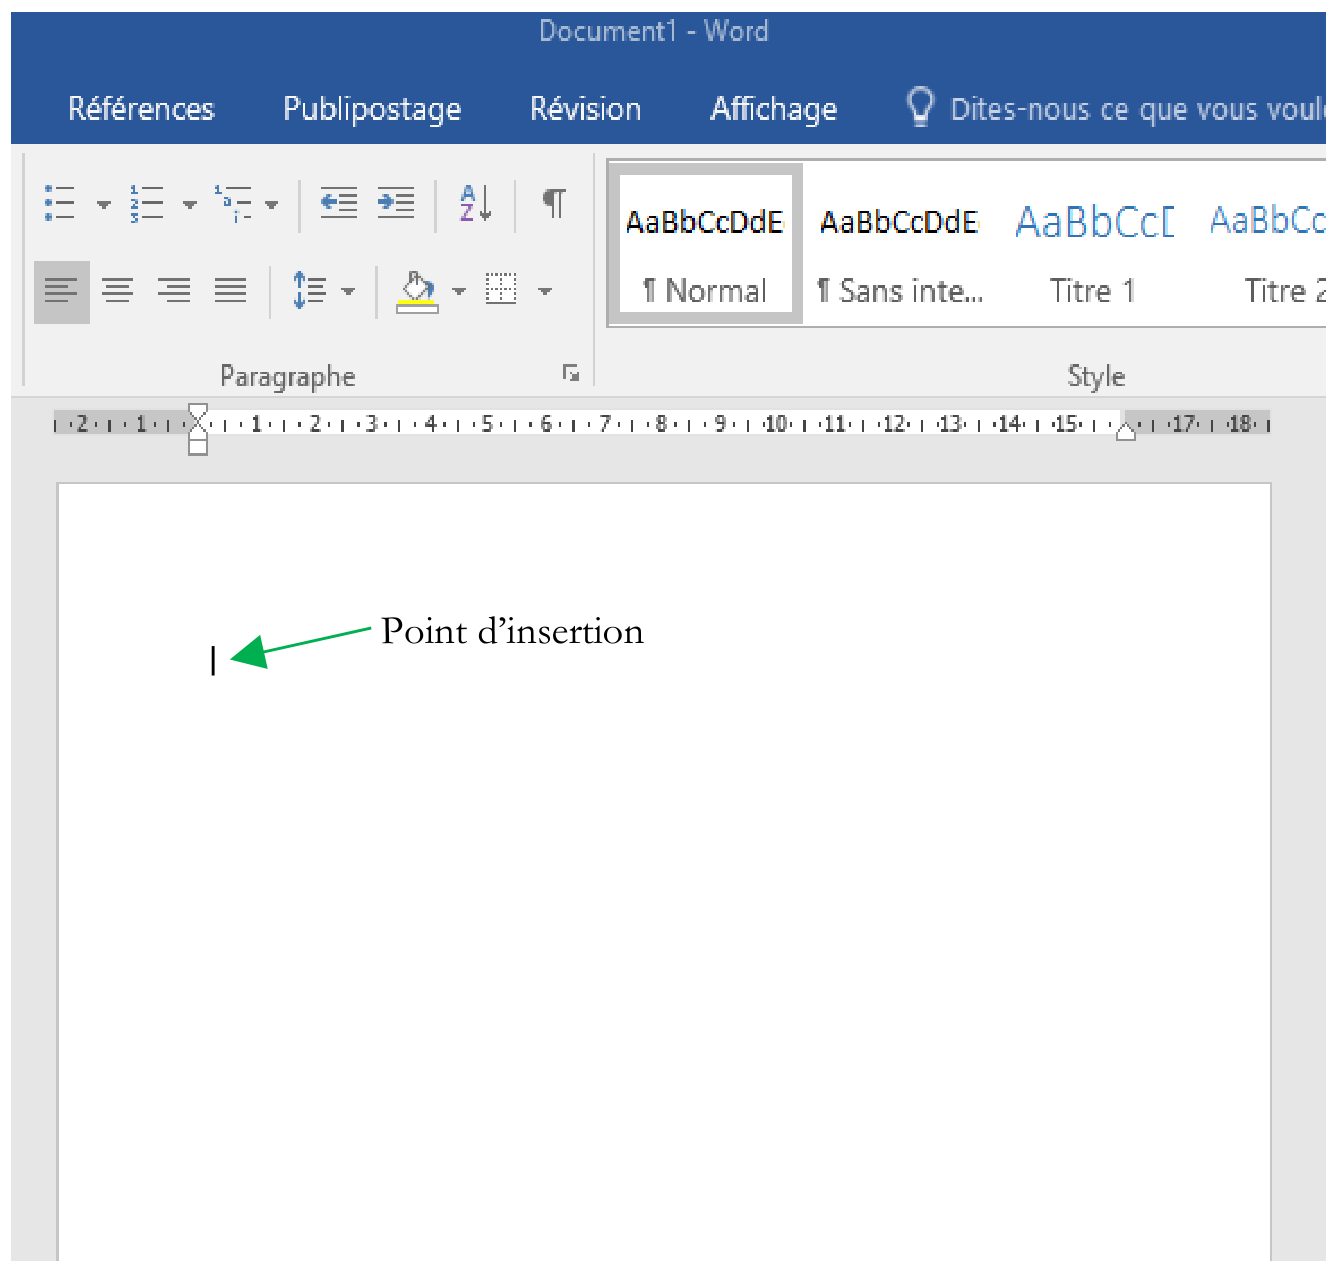 Document1 - Word
Références Publipostage Révision Affichage Dites-nous ce que vous
AaBbCcDdE AaBbCcDdE AaBbCcD AaBbCc
¶ Normal ¶ Sans inte... Titre 1 Titre 2
Paragraphe Style
2 1 1 2 3 4 5 6 7 8 9 10 11 12 13 14 15 17 18
Point d’insertion